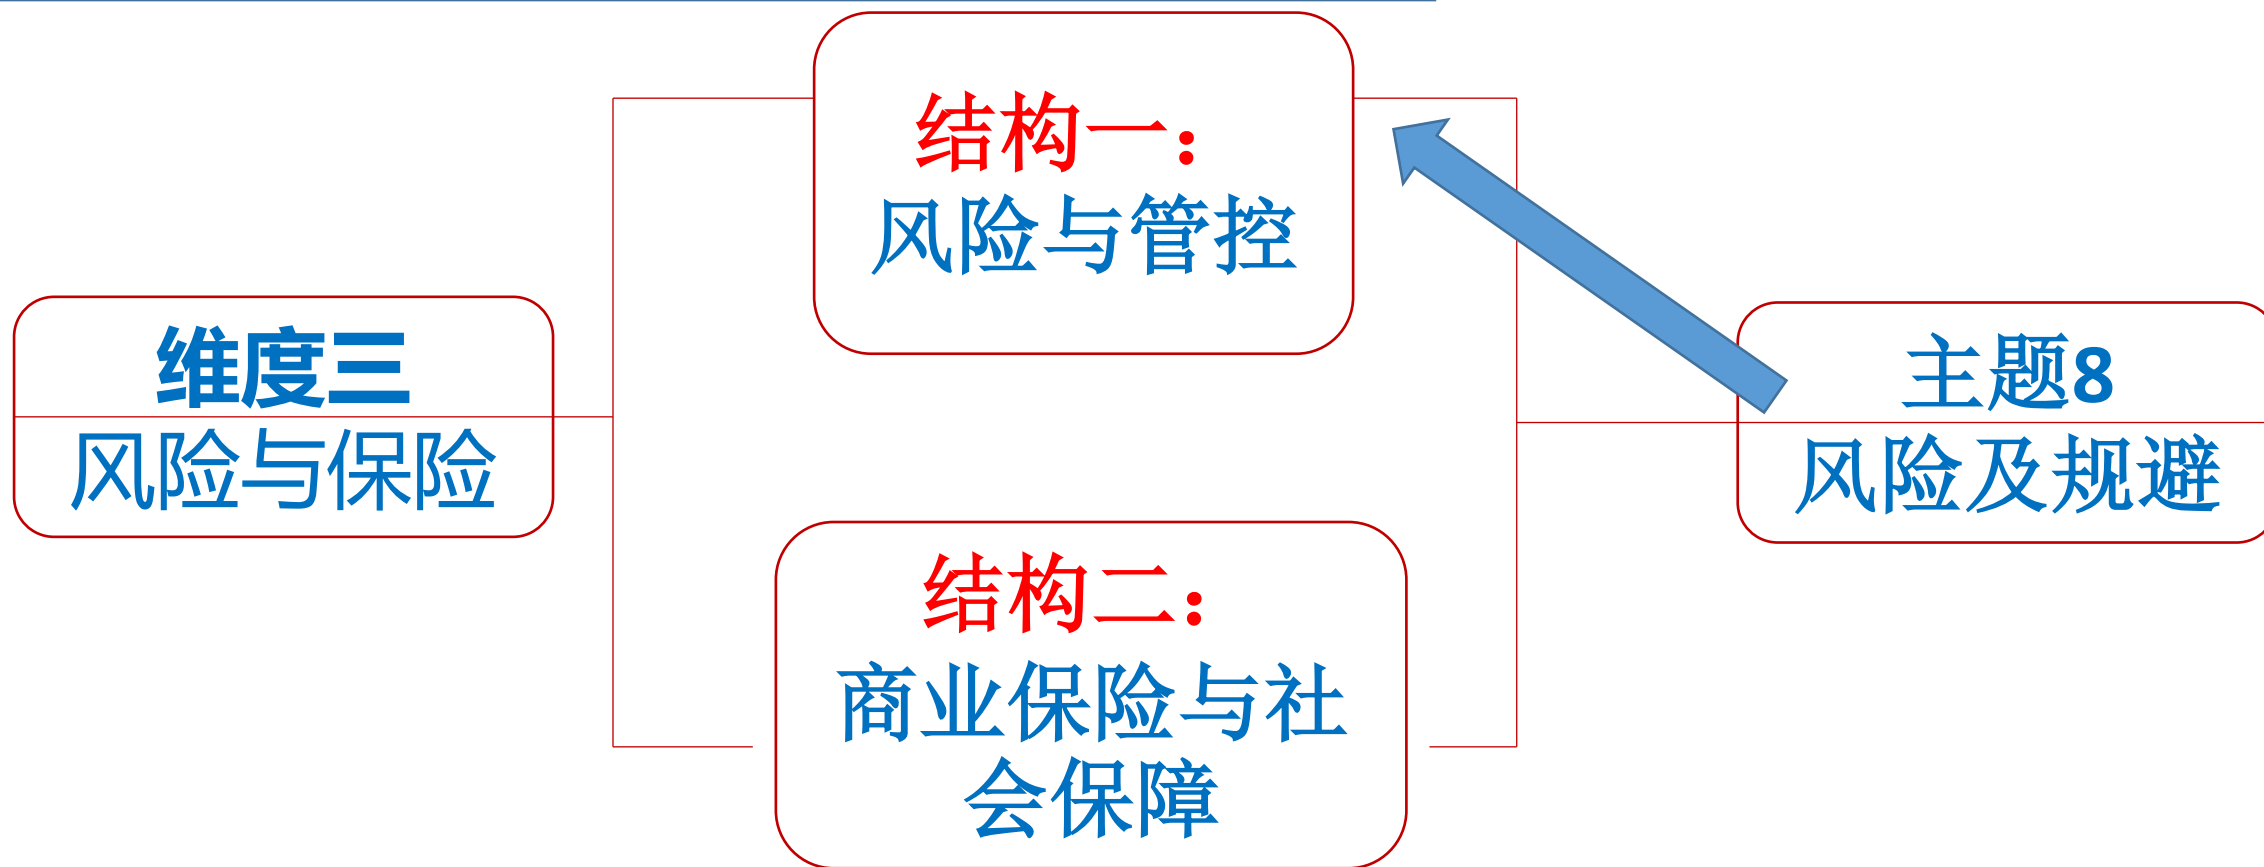 维度三
风险与保险
结构一：
风险与管控
结构二：
商业保险与社
会保障
主题8
风险及规避